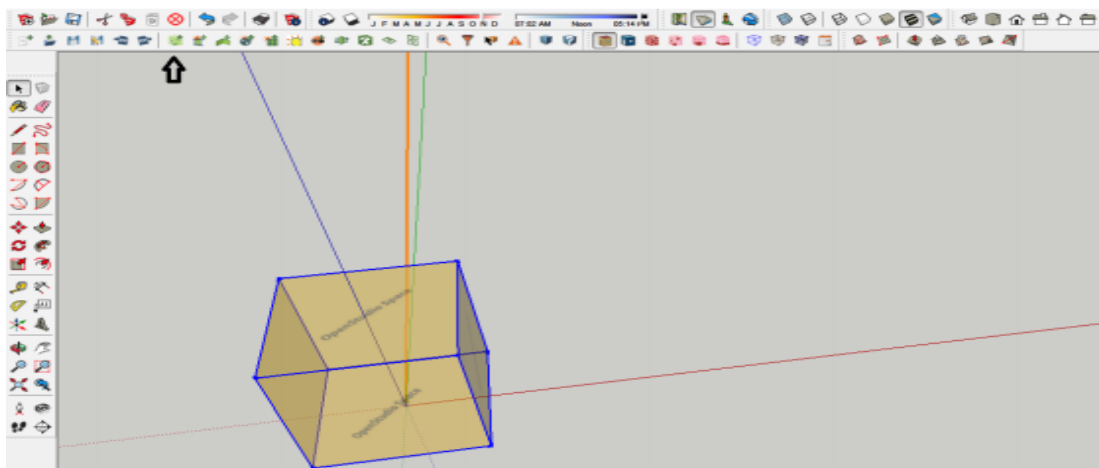 J F M A M J J A S O N D 07:02 AM Noon 05:14 PM
OpenStudio Space
OpenStudio Space